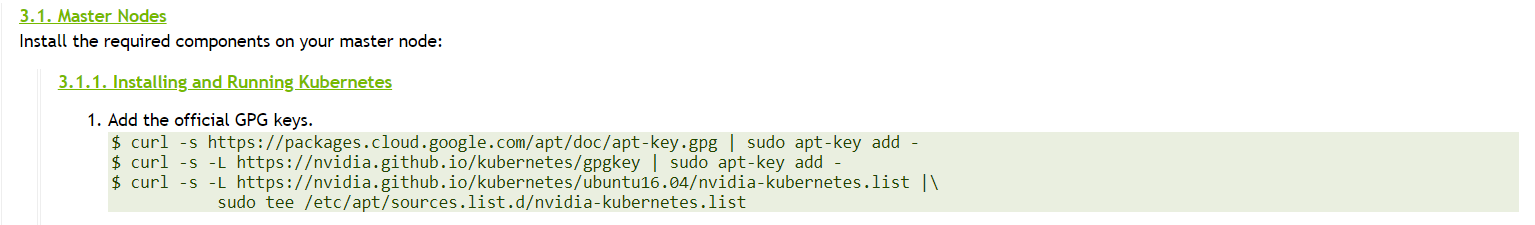 3.1. Master Nodes
Install the required components on your master node:
3.1.1. Installing and Running Kubernetes
1. Add the official GPG keys.
$ curl -s https://packages.cloud.google.com/apt/doc/apt-key.gpg | sudo apt-key add -
$ curl -s -L https://nvidia.github.io/kubernetes/gpgkey | sudo apt-key add -
$ curl -s -L https://nvidia.github.io/kubernetes/ubuntu16.04/nvidia-kubernetes.list |\
sudo tee /etc/apt/sources.list.d/nvidia-kubernetes.list